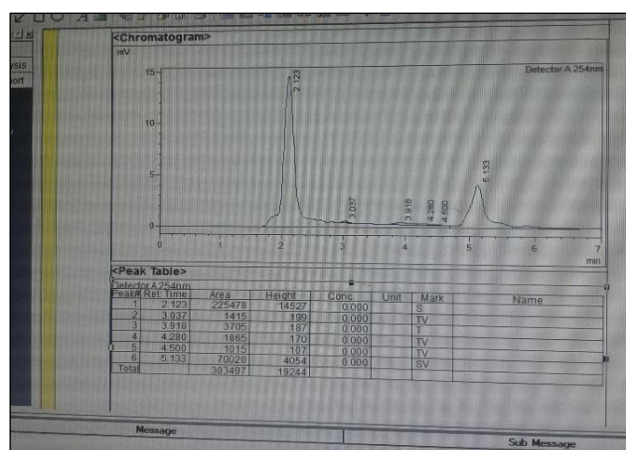 <Chromatogram>
mV
Detector A 254nm
15
10
5
0
2.123
3.037
3.918
4.280
4.500
5.133
0 1 2 3 4 5 6 7
min
<Peak Table>
Detector A 254nm
Peak# Ret. Time Area Height Conc. Unit Mark Name
1 2.123 225478 14527 0.000 S
2 3.037 1415 199 0.000 TV
3 3.918 3705 187 0.000 T
4 4.280 1865 170 0.000 TV
5 4.500 1015 107 0.000 TV
6 5.133 70020 4054 0.000 SV
Total 303497 19244
Message Sub Message